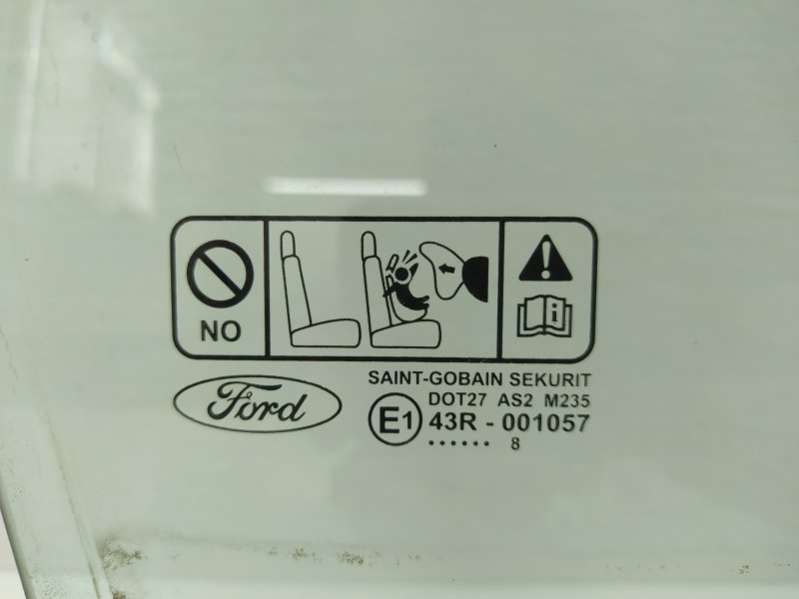 NO
Ford
SAINT-GOBAIN SEKURIT
DOT27 AS2 M235
E1 43R - 001057
...... 8